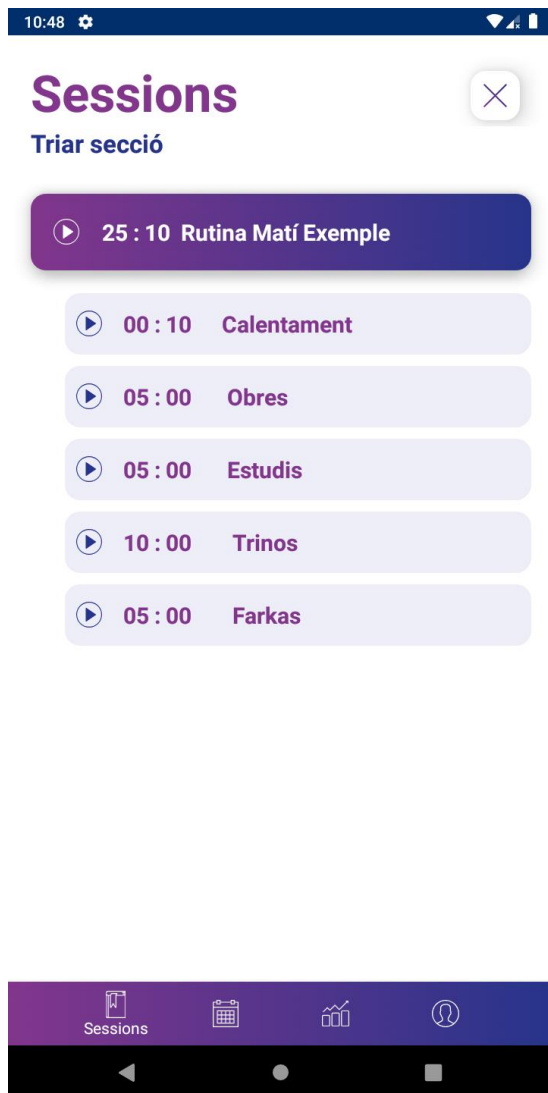 10:48
Sessions
Triar secció
25 : 10 Rutina Matí Exemple
00 : 10 Calentament
05 : 00 Obres
05 : 00 Estudis
10 : 00 Trinos
05 : 00 Farkas
Sessions